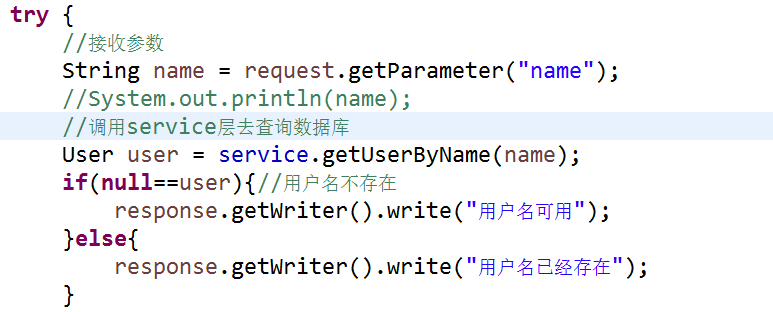 try {
//接收参数
String name = request.getParameter("name");
//System.out.println(name);
//调用service层去查询数据库
User user = service.getUserByName(name);
if(null==user){//用户名不存在
response.getWriter().write("用户名可用");
}else{
response.getWriter().write("用户名已经存在");
}